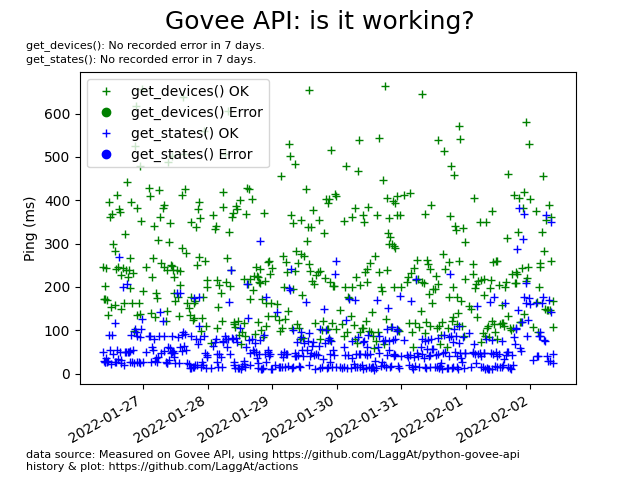 Govee API: is it working?
get_devices(): No recorded error in 7 days.
get_states(): No recorded error in 7 days.
get_devices() OK
get_devices() Error
get_states() OK
get_states() Error
Ping (ms)
600
500
400
300
200
100
0
2022-01-27
2022-01-28
2022-01-29
2022-01-30
2022-01-31
2022-02-01
2022-02-02
data source: Measured on Govee API, using https://github.com/LaggAt/python-govee-api
history & plot: https://github.com/LaggAt/actions